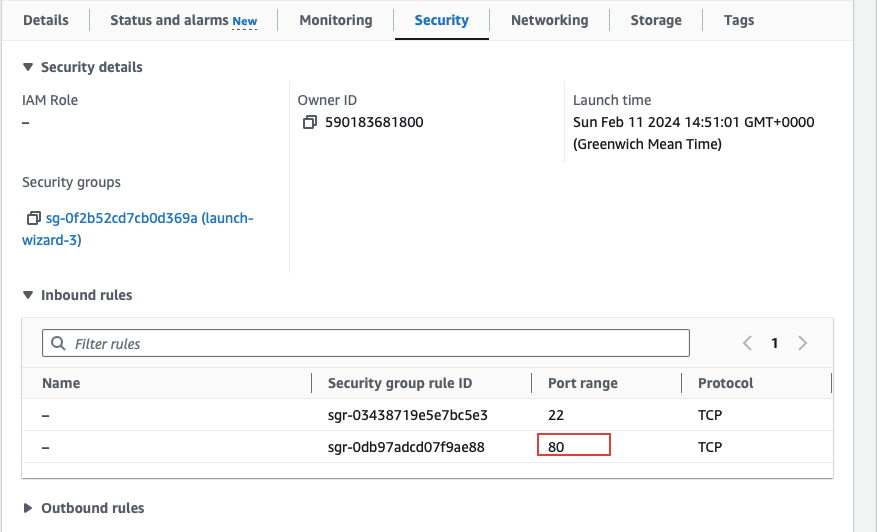 Details Status and alarms New Monitoring Security Networking Storage Tags
Security details
IAM Role
–
Owner ID
590183681800
Launch time
Sun Feb 11 2024 14:51:01 GMT+0000
(Greenwich Mean Time)
Security groups
sg-0f2b52cd7cb0d369a (launch-
wizard-3)
Inbound rules
Filter rules
1
Name Security group rule ID Port range Protocol
– sgr-03438719e5e7bc5e3 22 TCP
– sgr-0db97adcd07f9ae88 80 TCP
Outbound rules